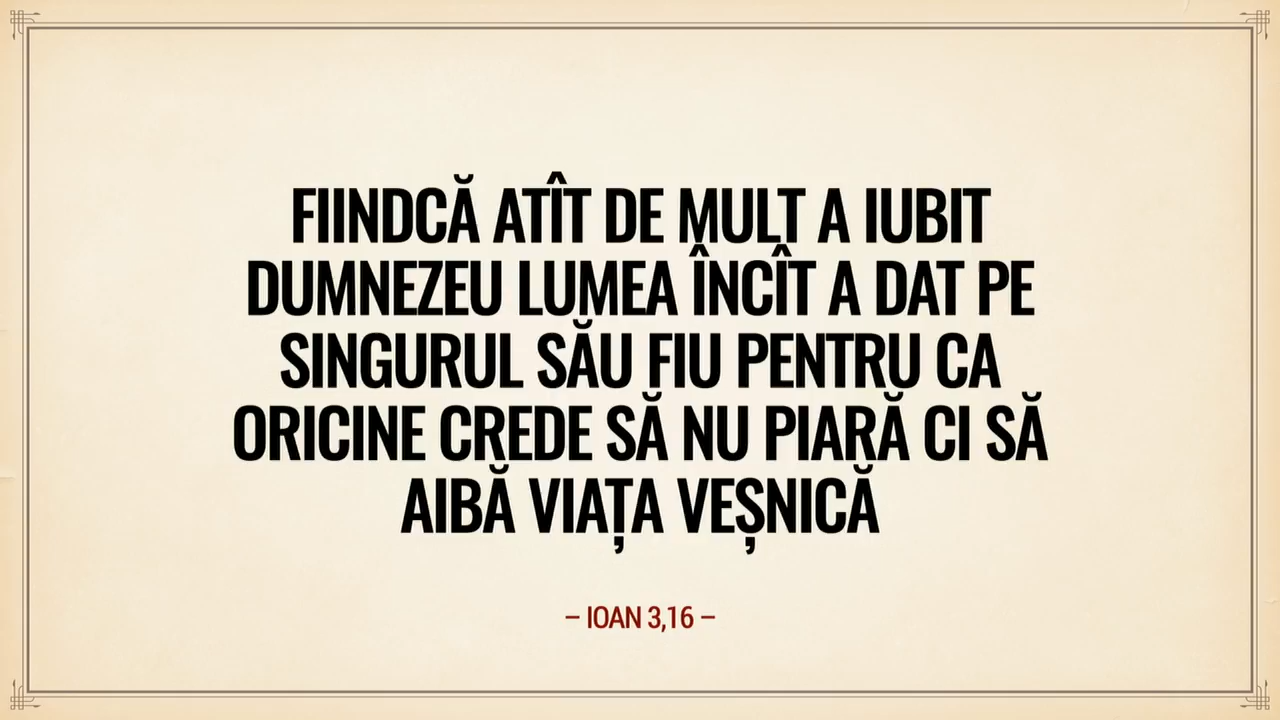 FIINDCĂ ATÎT DE MULT A IUBIT
DUMNEZEU LUMEA ÎNCÎT A DAT PE
SINGURUL SĂU FIU PENTRU CA
ORICINE CREDE SĂ NU PIARĂ CI SĂ
AIBĂ VIAȚA VEȘNICĂ
– IOAN 3,16 –